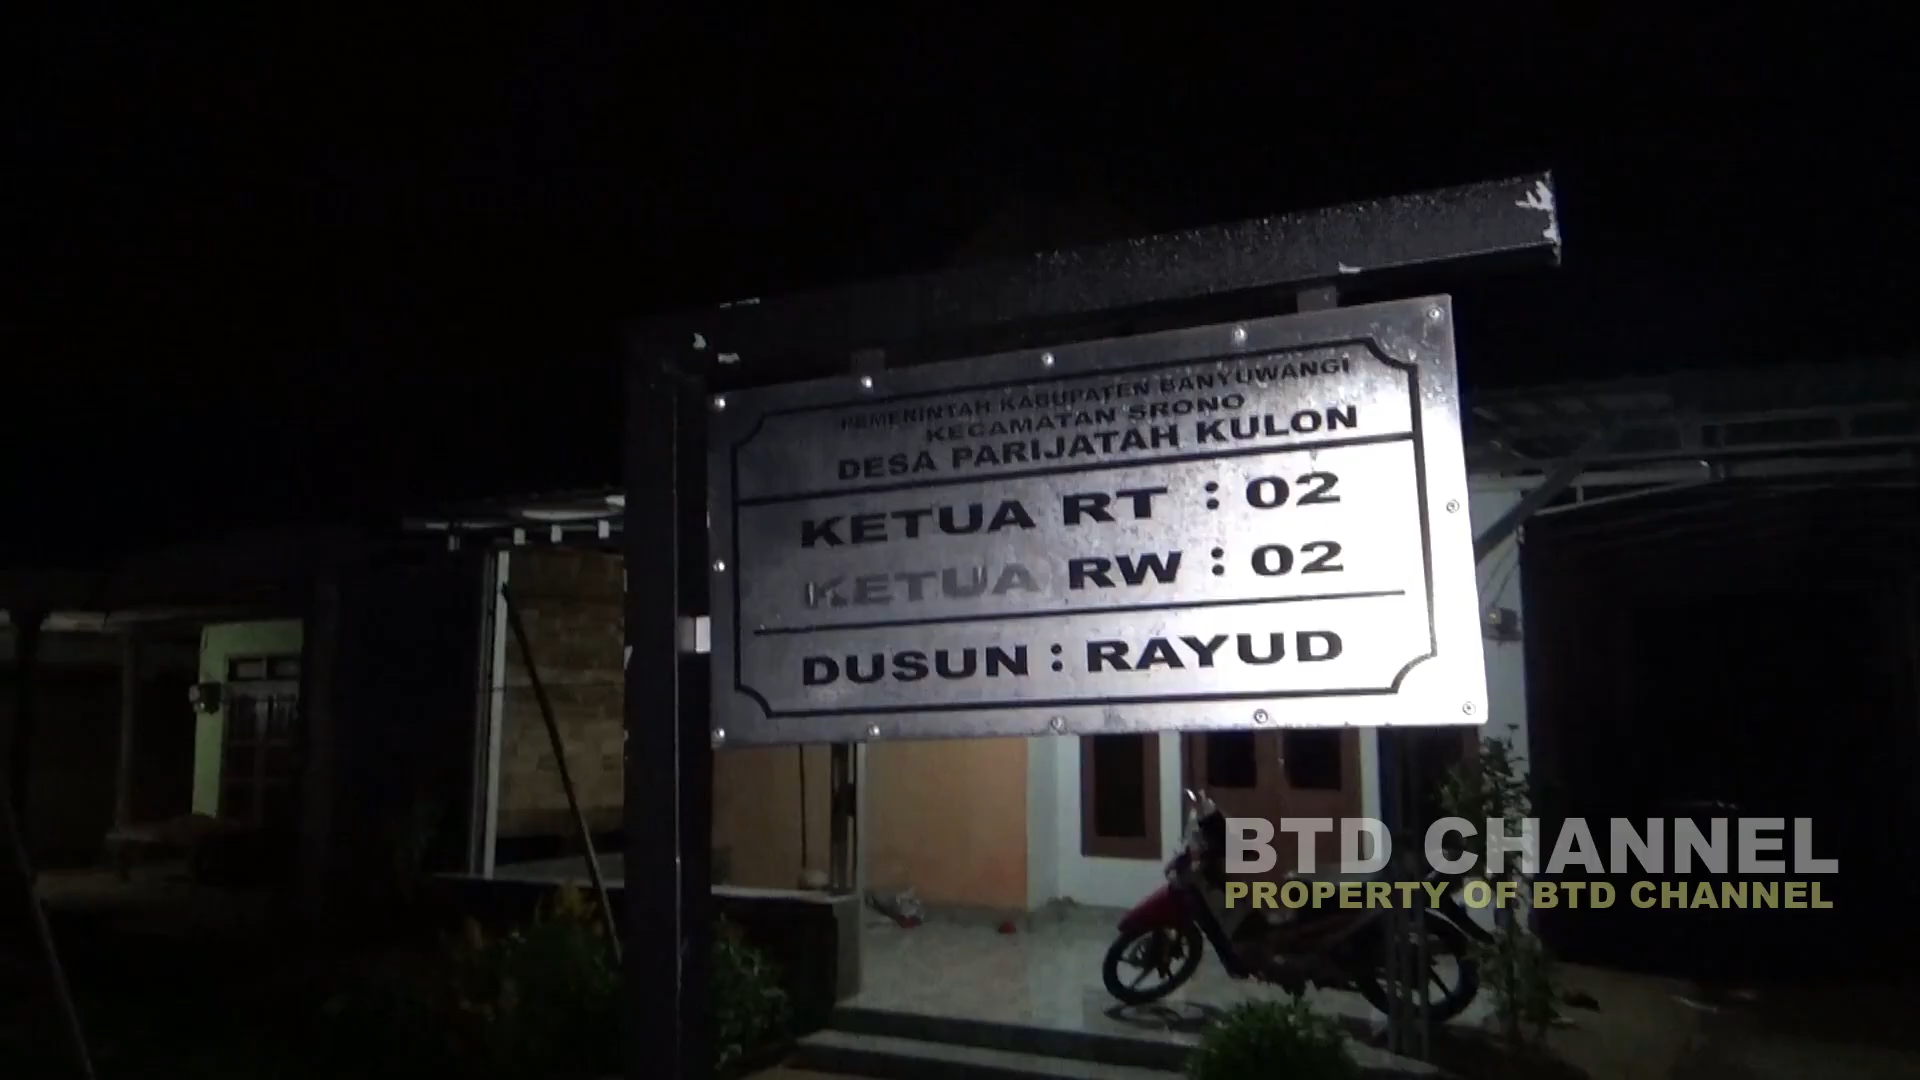 PEMERINTAH KABUPATEN BANYUWANGI
KECAMATAN SRONO
DESA PARIJATAH KULON
KETUA RT : 02
KETUA RW : 02
DUSUN : RAYUD
BTD CHANNEL
PROPERTY OF BTD CHANNEL